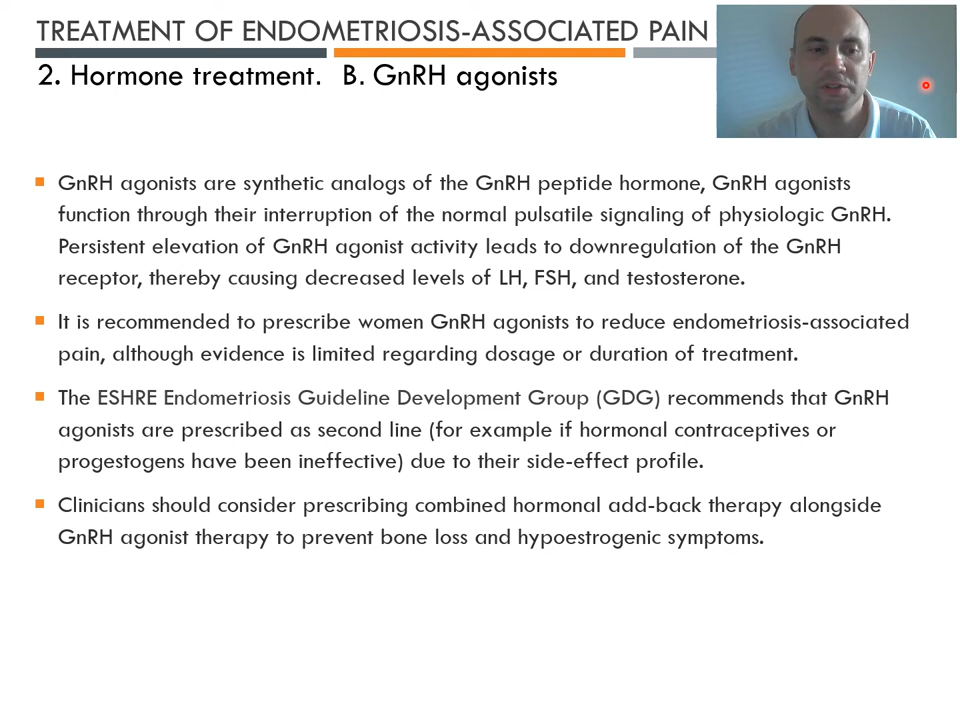 TREATMENT OF ENDOMETRIOSIS-ASSOCIATED PAIN
2. Hormone treatment. B. GnRH agonists
GnRH agonists are synthetic analogs of the GnRH peptide hormone, GnRH agonists
function through their interruption of the normal pulsatile signaling of physiologic GnRH.
Persistent elevation of GnRH agonist activity leads to downregulation of the GnRH
receptor, thereby causing decreased levels of LH, FSH, and testosterone.
It is recommended to prescribe women GnRH agonists to reduce endometriosis-associated
pain, although evidence is limited regarding dosage or duration of treatment.
The ESHRE Endometriosis Guideline Development Group (GDG) recommends that GnRH
agonists are prescribed as second line (for example if hormonal contraceptives or
progestogens have been ineffective) due to their side-effect profile.
Clinicians should consider prescribing combined hormonal add-back therapy alongside
GnRH agonist therapy to prevent bone loss and hypoestrogenic symptoms.